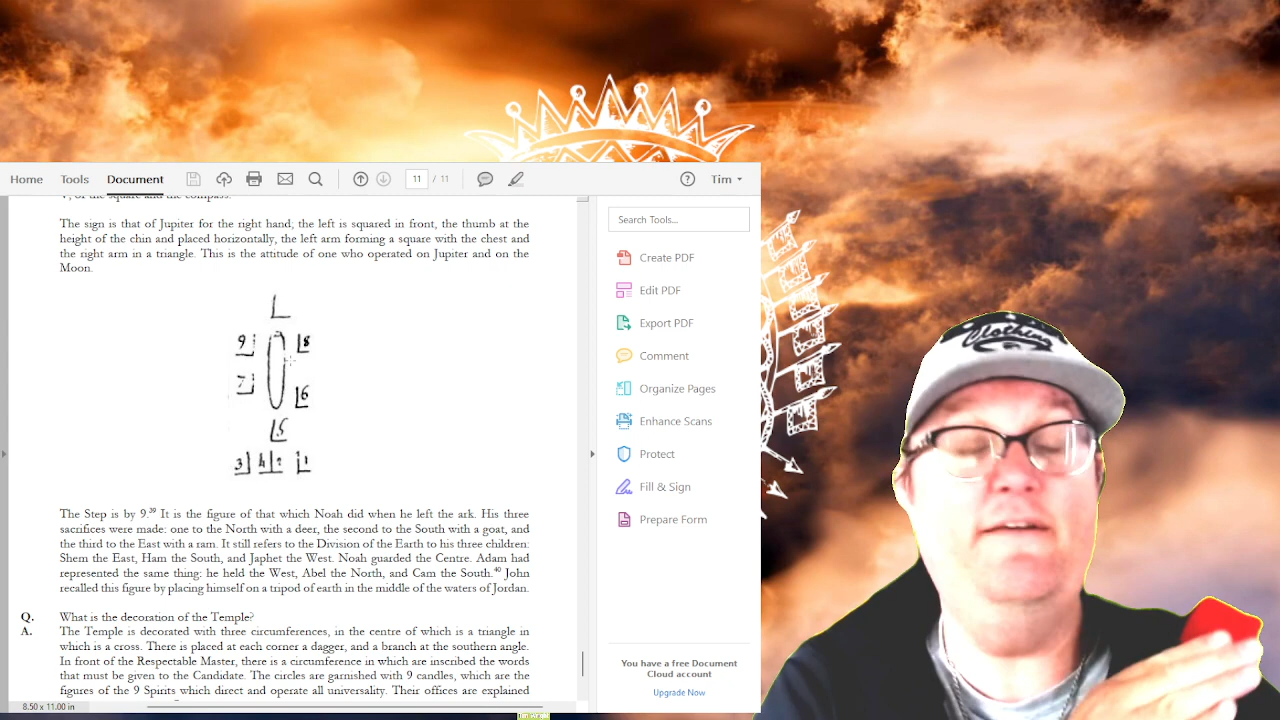 Home Tools Document 11 / 11 Tim
The sign is that of Jupiter for the right hand; the left is squared in front, the thumb at the
height of the chin and placed horizontally, the left arm forming a square with the chest and
the right arm in a triangle. This is the attitude of one who operated on Jupiter and on the
Moon.
9 8
7
6
5
3 4 2 1
The Step is by 9.39 It is the figure of that which Noah did when he left the ark. His three
sacrifices were made: one to the North with a deer, the second to the South with a goat, and
the third to the East with a ram. It still refers to the Division of the Earth to his three children:
Shem the East, Ham the South, and Japhet the West. Noah guarded the Centre. Adam had
represented the same thing: he held the West, Abel the North, and Cam the South.40 John
recalled this figure by placing himself on a tripod of earth in the middle of the waters of Jordan.
Q. What is the decoration of the Temple?
A. The Temple is decorated with three circumferences, in the centre of which is a triangle in
which is a cross. There is placed at each corner a dagger, and a branch at the southern angle.
In front of the Respectable Master, there is a circumference in which are inscribed the words
that must be given to the Candidate. The circles are garnished with 9 candles, which are the
figures of the 9 Spirits which direct and operate all universality. Their offices are explained
8.50 x 11.00 in
Search Tools...
Create PDF
Edit PDF
Export PDF
Comment
Organize Pages
Enhance Scans
Protect
Fill & Sign
Prepare Form
You have a free Document
Cloud account
Upgrade Now
Clothing